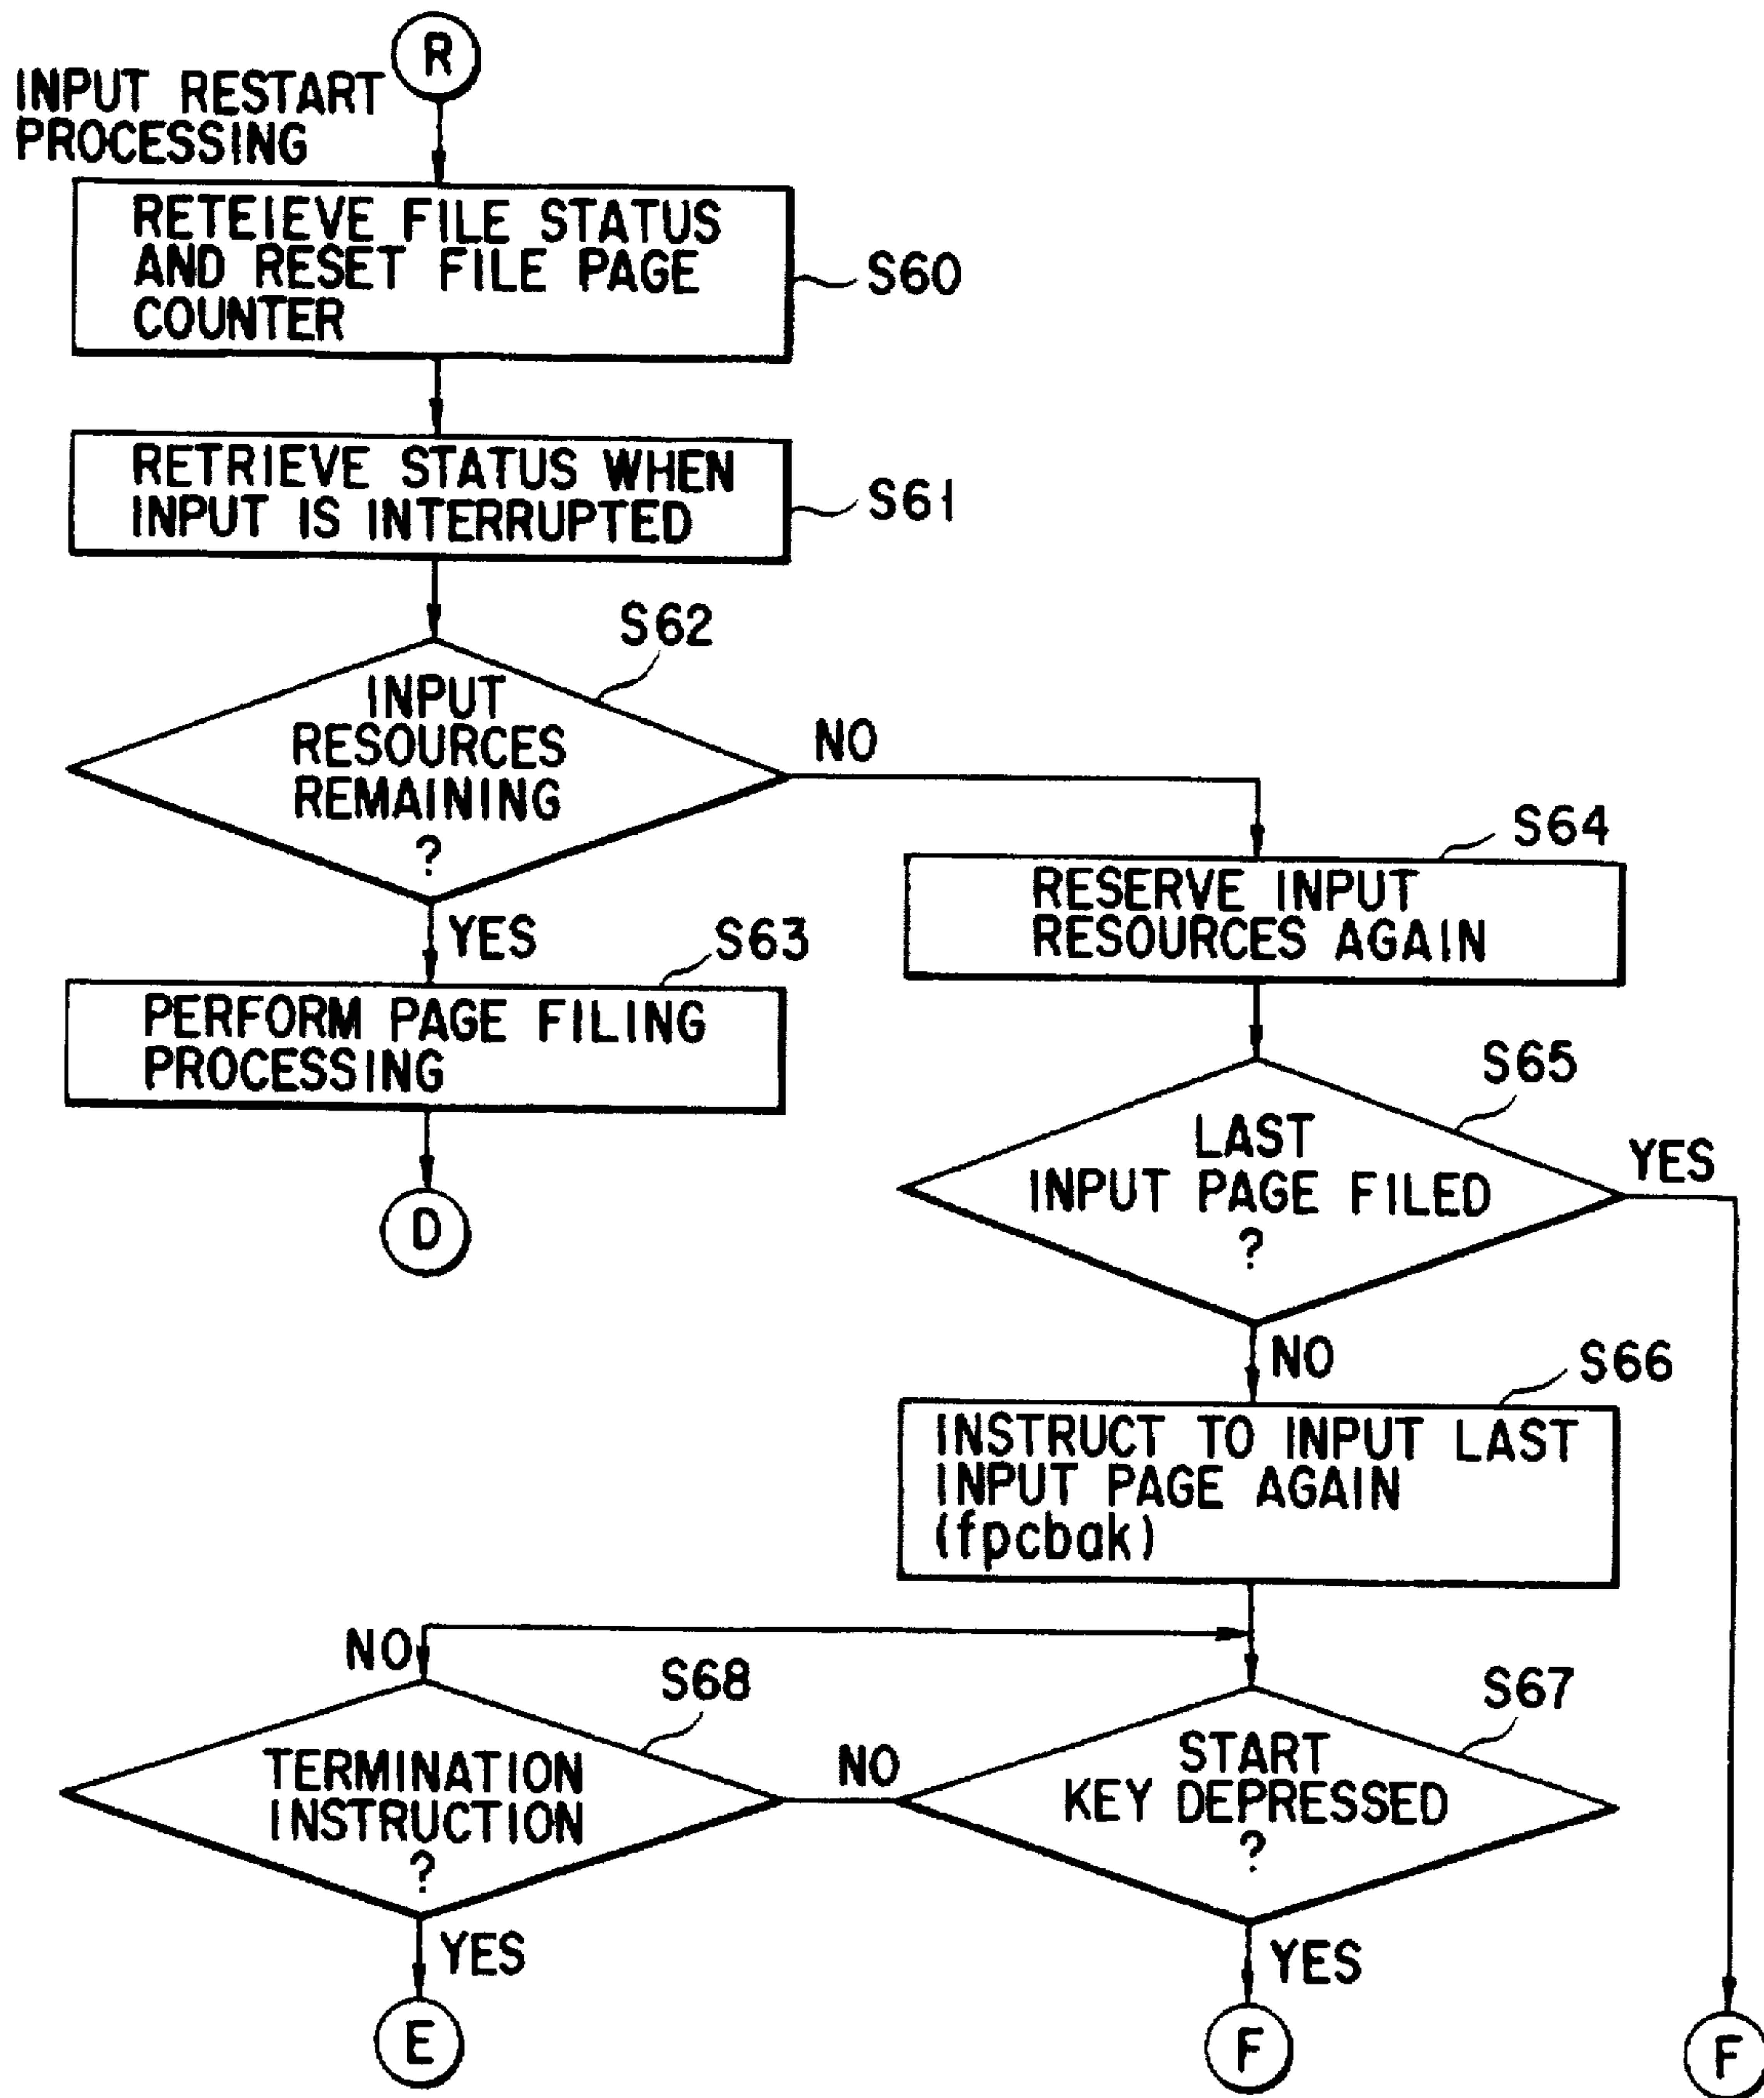 R
INPUT RESTART
PROCESSING
RETEIEVE FILE STATUS
AND RESET FILE PAGE
COUNTER
S60
RETRIEVE STATUS WHEN
INPUT IS INTERRUPTED
S61
S62
INPUT
RESOURCES
REMAINING
?
NO
YES
S63
PERFORM PAGE FILING
PROCESSING
D
S64
RESERVE INPUT
RESOURCES AGAIN
S65
LAST
INPUT PAGE FILED
?
YES
NO
S66
INSTRUCT TO INPUT LAST
INPUT PAGE AGAIN
(fpcbak)
S67
START
KEY DEPRESSED
?
NO
YES
F
NO
S68
TERMINATION
INSTRUCTION
?
YES
E
F